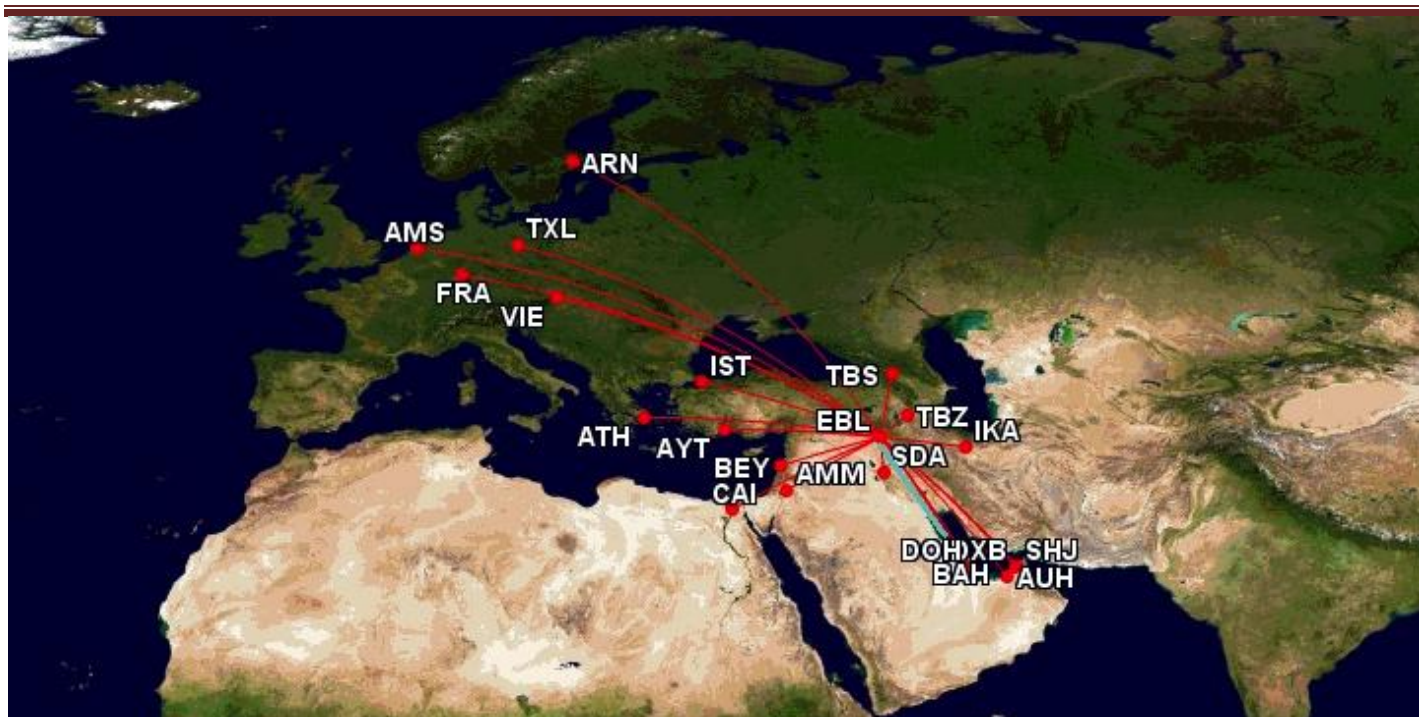 ARN
AMS
TXL
FRA
VIE
IST
TBS
EBL
TBZ
ATH
AYT
IKA
BEY
AMM
SDA
CAI
DOH
XB
SHJ
BAH
AUH